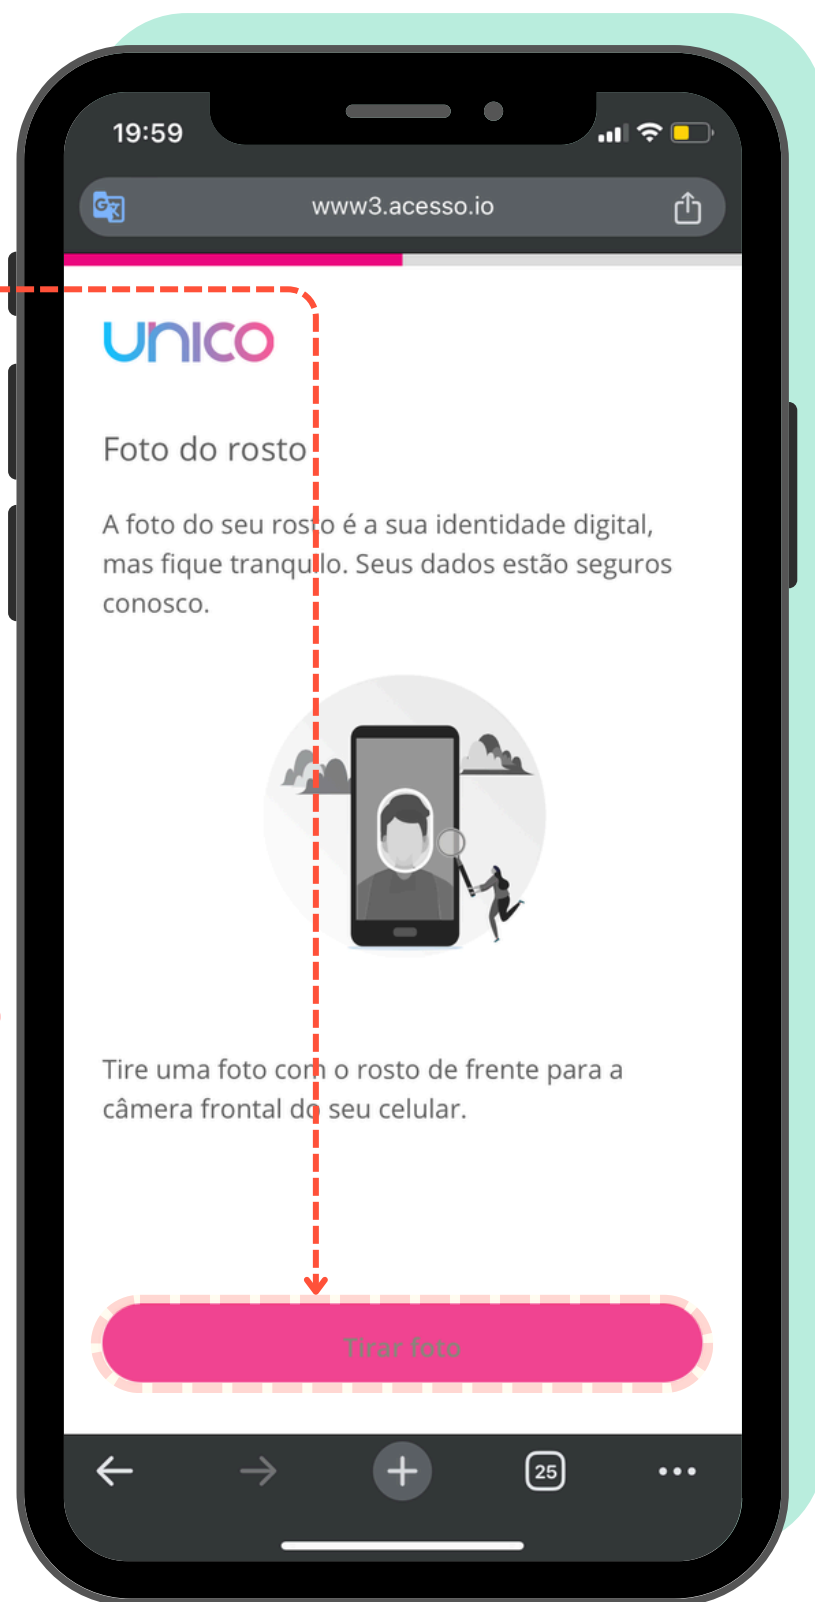 19:59
www3.acesso.io
unico
Foto do rosto
A foto do seu rosto é a sua identidade digital,
mas fique tranquilo. Seus dados estão seguros
conosco.
Tire uma foto com o rosto de frente para a
câmera frontal do seu celular.
Tirar foto
25